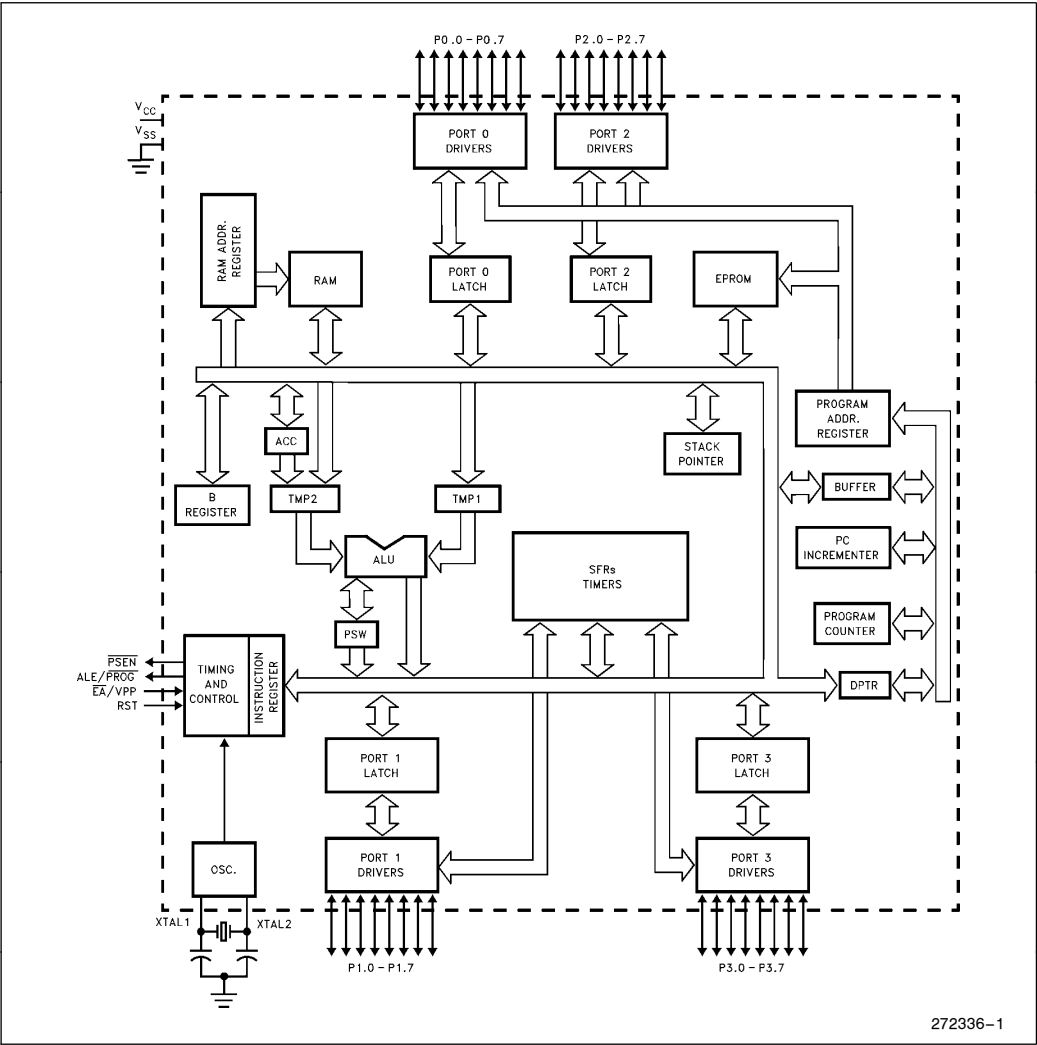 P0.0 – P0.7
P2.0 – P2.7
VCC
VSS
PORT 0
DRIVERS
PORT 2
DRIVERS
RAM ADDR.
REGISTER
RAM
PORT 0
LATCH
PORT 2
LATCH
EPROM
PROGRAM
ADDR.
REGISTER
ACC
STACK
POINTER
B
REGISTER
TMP2
TMP1
BUFFER
ALU
SFRs
TIMERS
PC
INCREMENTER
PSW
PROGRAM
COUNTER
PSEN
ALE/PROG
EA/VPP
RST
TIMING
AND
CONTROL
INSTRUCTION
REGISTER
DPTR
PORT 1
LATCH
PORT 3
LATCH
OSC.
PORT 1
DRIVERS
PORT 3
DRIVERS
XTAL1
XTAL2
P1.0 – P1.7
P3.0 – P3.7
272336–1